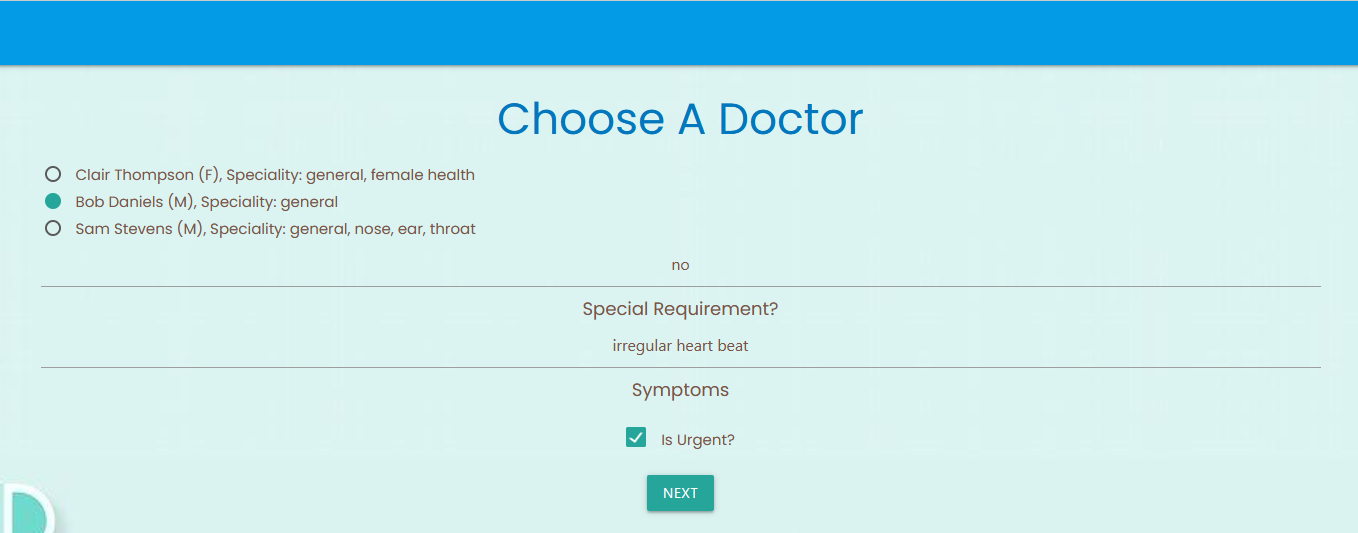 Choose A Doctor
Clair Thompson (F), Speciality: general, female health
Bob Daniels (M), Speciality: general
Sam Stevens (M), Speciality: general, nose, ear, throat
no
Special Requirement?
irregular heart beat
Symptoms
Is Urgent?
NEXT